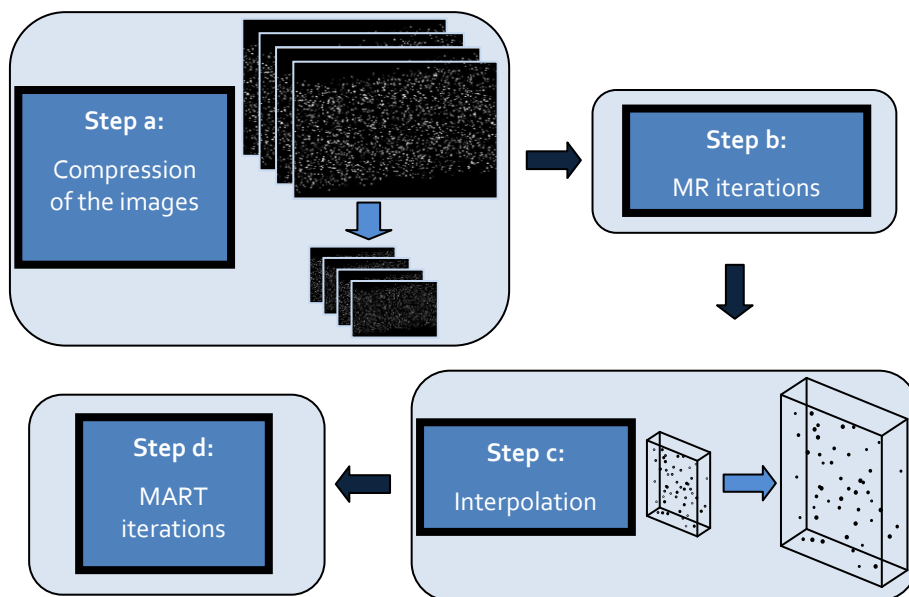 Step a:
Compression
of the images
Step b:
MR iterations
Step c:
Interpolation
Step d:
MART
iterations